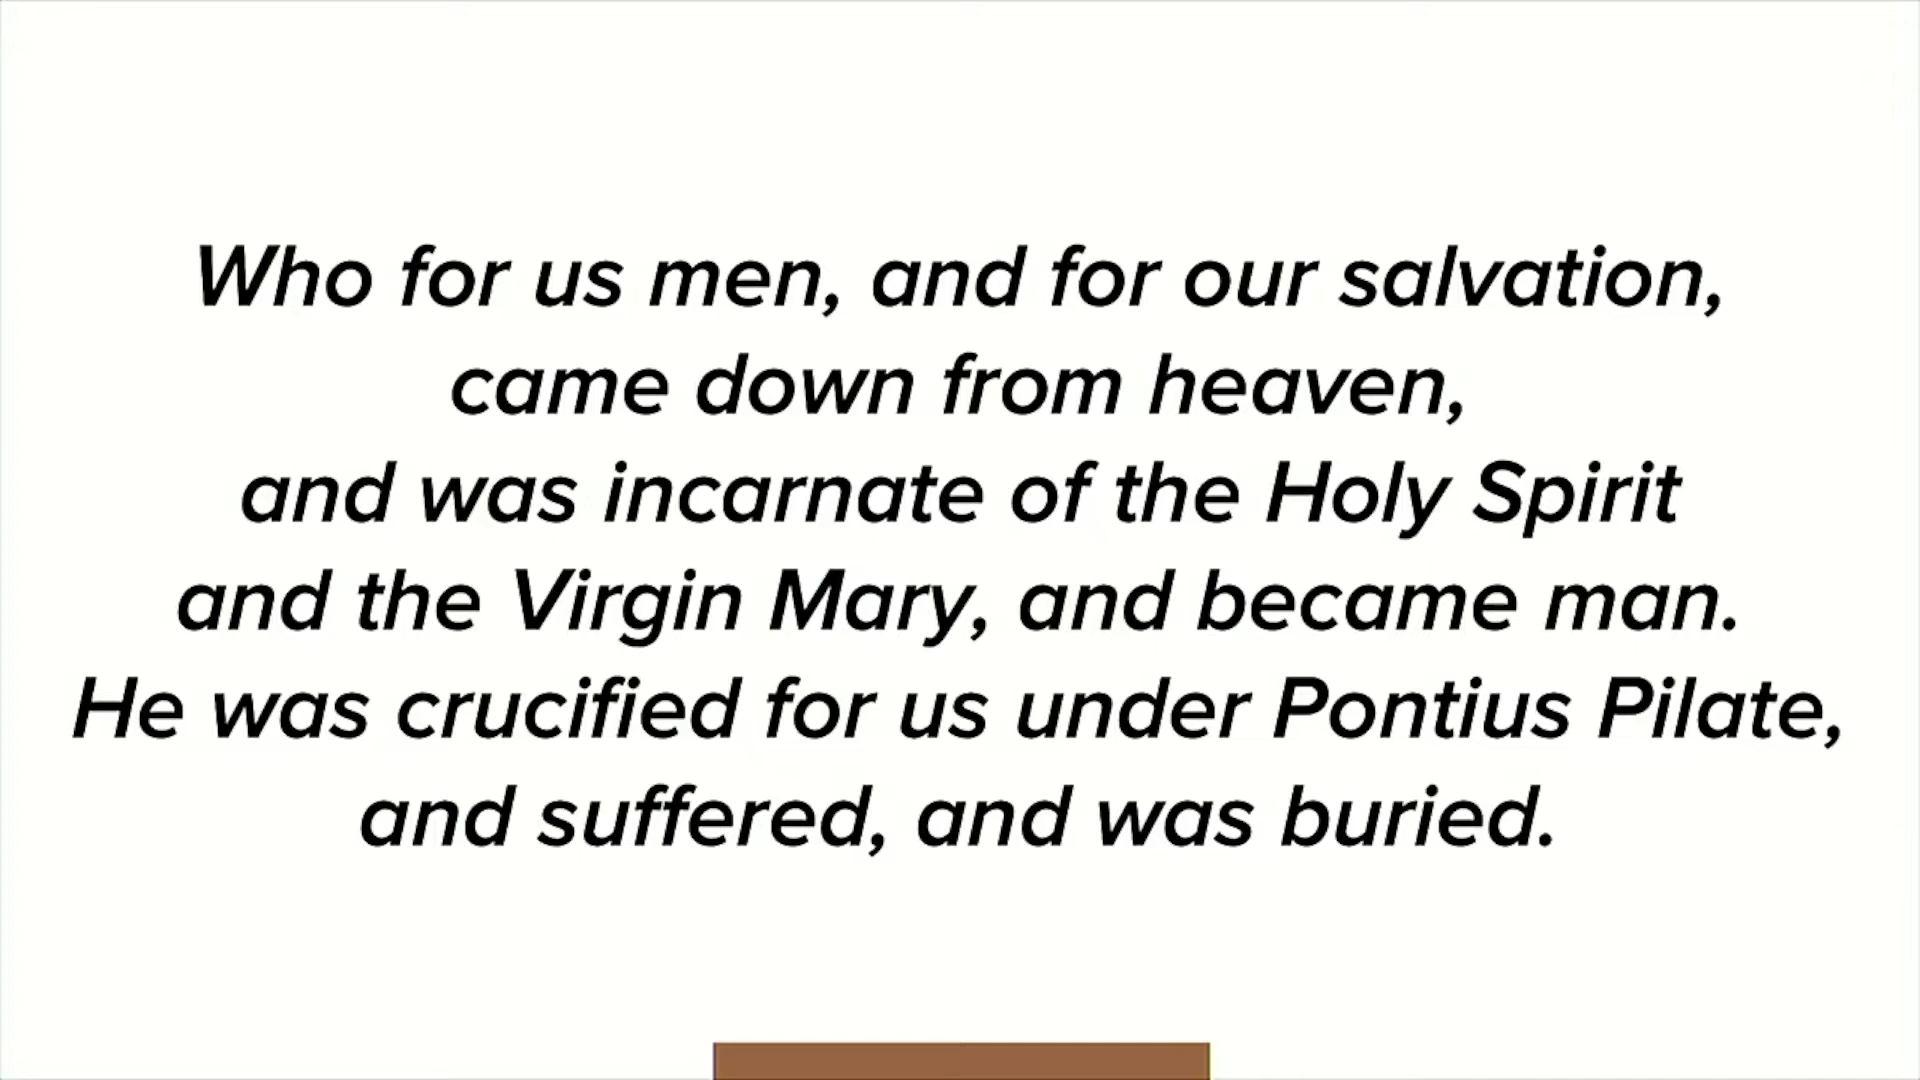 Who for us men, and for our salvation,
came down from heaven,
and was incarnate of the Holy Spirit
and the Virgin Mary, and became man.
He was crucified for us under Pontius Pilate,
and suffered, and was buried.